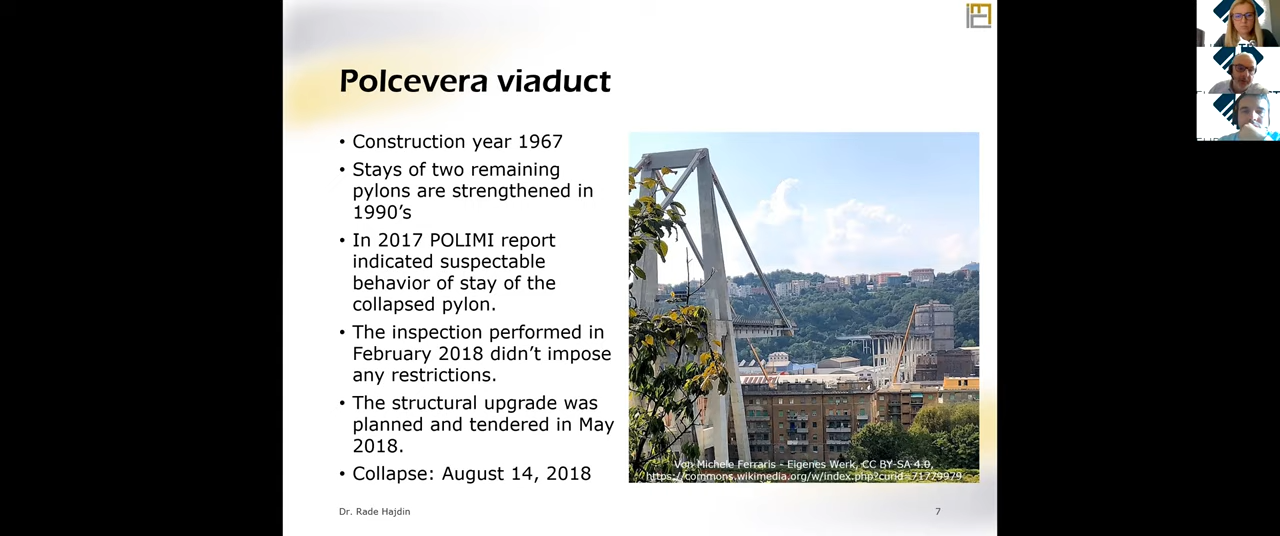 Polcevera viaduct
• Construction year 1967
• Stays of two remaining
pylons are strengthened in
1990's
• In 2017 POLIMI report
indicated suspectable
behavior of stay of the
collapsed pylon.
• The inspection performed in
February 2018 didn't impose
any restrictions.
• The structural upgrade was
planned and tendered in May
2018.
• Collapse: August 14, 2018
Von Michele Ferraris - Eigenes Werk, CC BY-SA 4.0,
https://commons.wikimedia.org/w/index.php?curid=71779979
Dr. Rade Hajdin
7